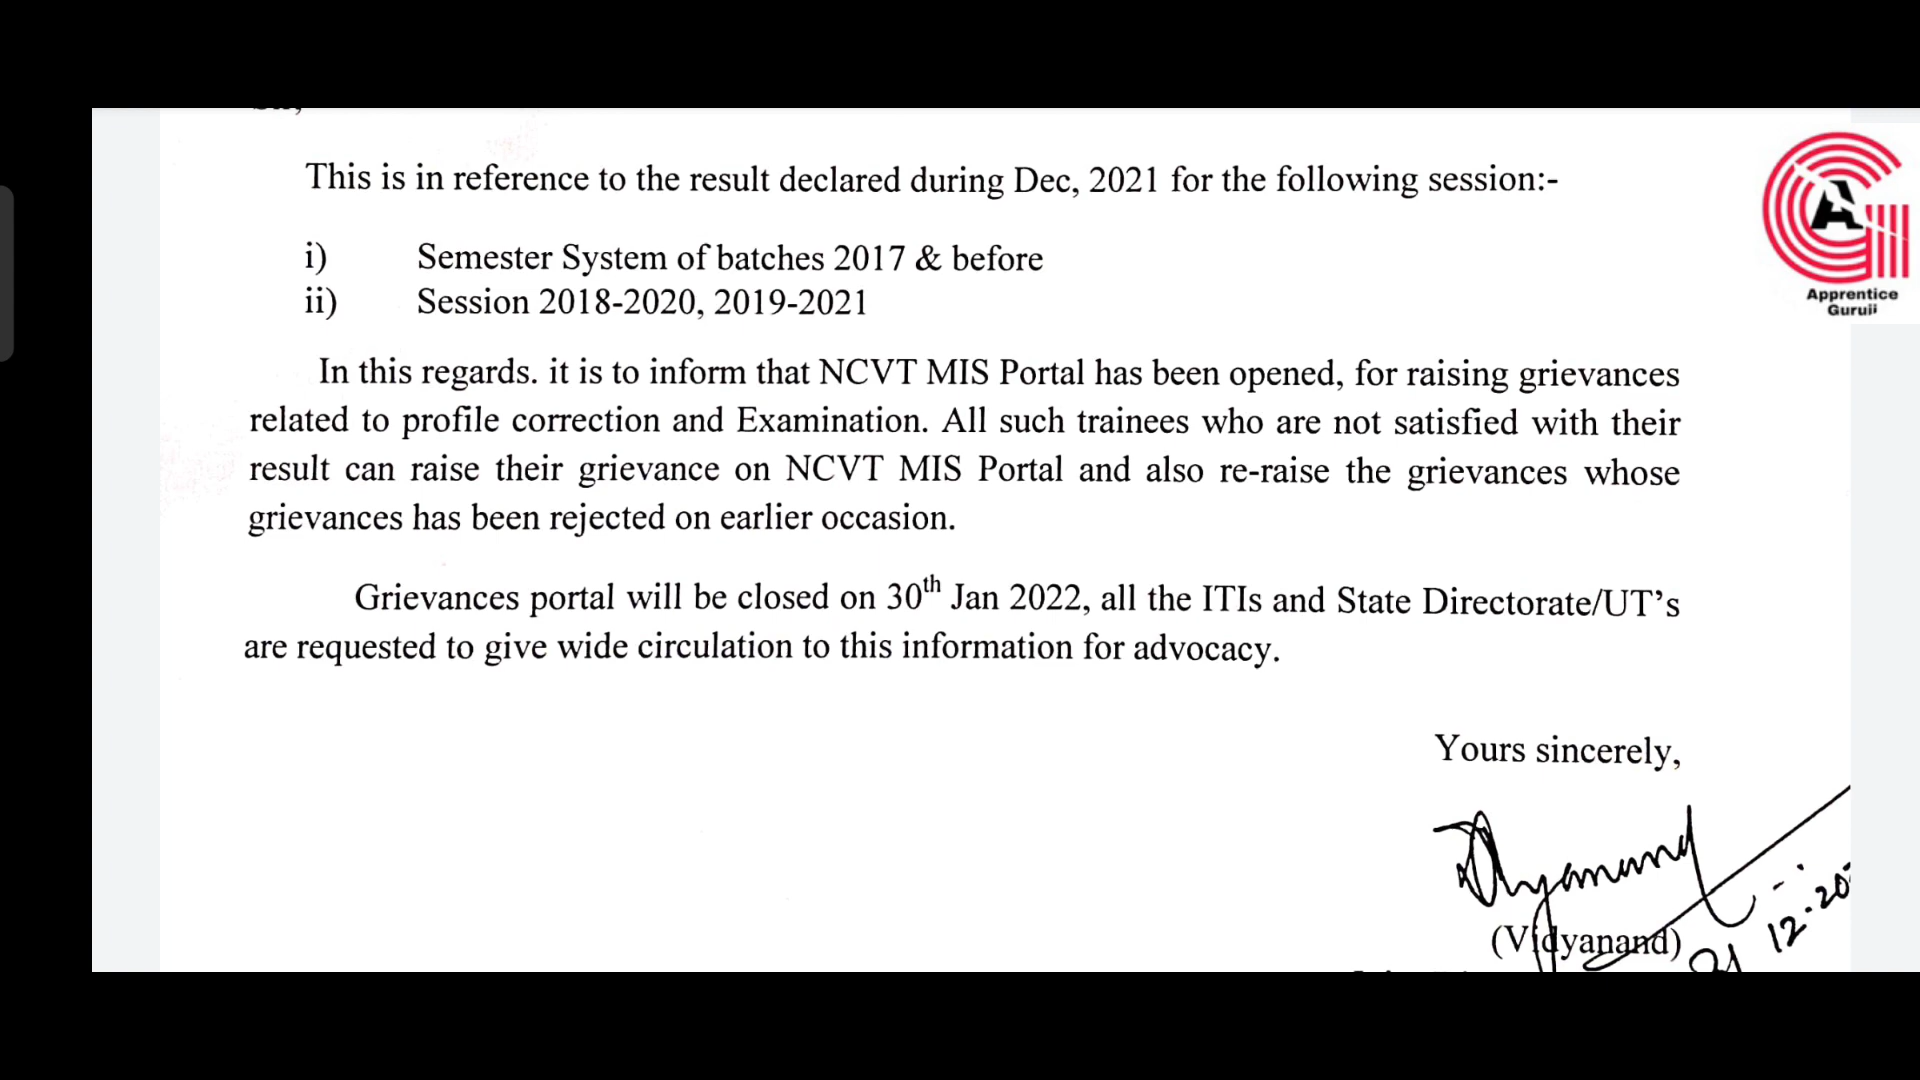 This is in reference to the result declared during Dec, 2021 for the following session:-
i) Semester System of batches 2017 & before
ii) Session 2018-2020, 2019-2021
In this regards. it is to inform that NCVT MIS Portal has been opened, for raising grievances
related to profile correction and Examination. All such trainees who are not satisfied with their
result can raise their grievance on NCVT MIS Portal and also re-raise the grievances whose
grievances has been rejected on earlier occasion.
Grievances portal will be closed on 30th Jan 2022, all the ITIs and State Directorate/UT's
are requested to give wide circulation to this information for advocacy.
Yours sincerely,
(Vidyanand)
Apprentice
Guruji